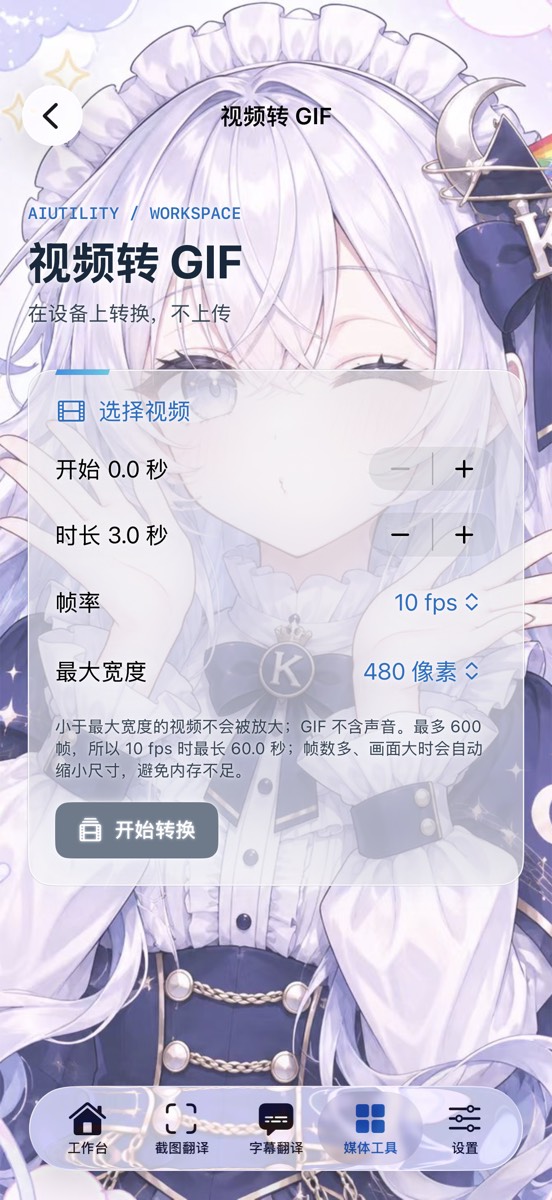 视频转 GIF
AIUTILITY / WORKSPACE
视频转 GIF
在设备上转换，不上传
选择视频
开始 0.0 秒
时长 3.0 秒
帧率
10 fps
最大宽度
480 像素
小于最大宽度的视频不会被放大；GIF 不含声音。最多 600
帧，所以 10 fps 时最长 60.0 秒；帧数多、画面大时会自动
缩小尺寸，避免内存不足。
开始转换
K
K
工作台
截图翻译
字幕翻译
媒体工具
设置